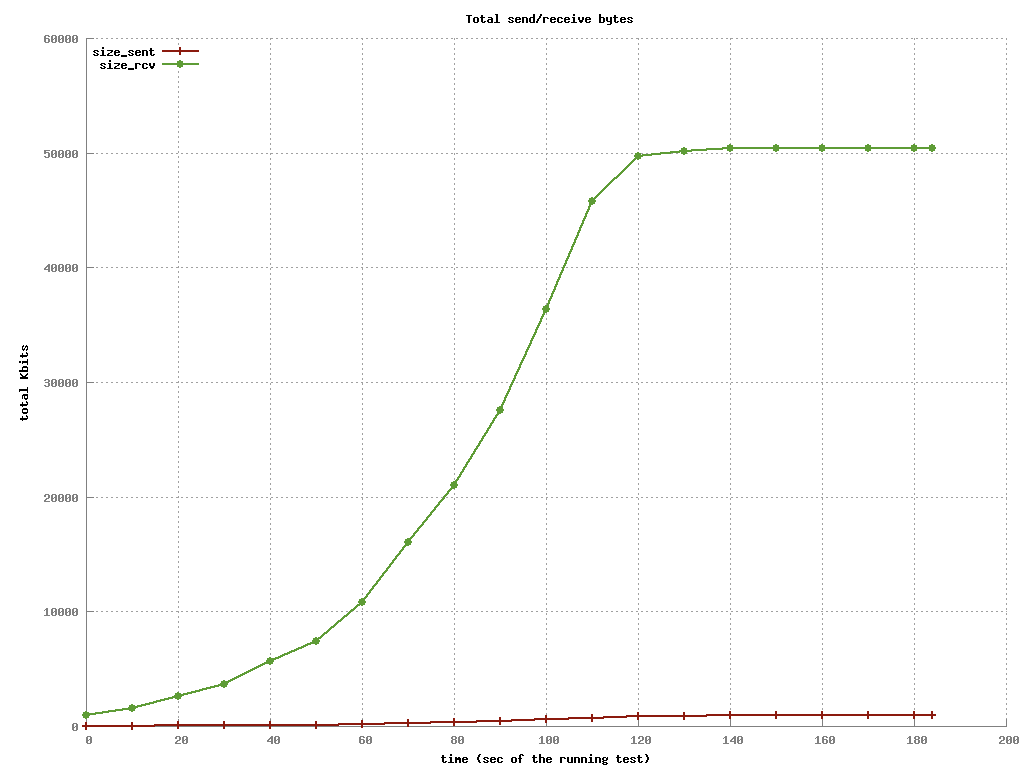 Total send/receive bytes
60000
size_sent
size_rcv
50000
40000
30000
total Kbits
20000
10000
0
0 20 40 60 80 100 120 140 160 180 200
time (sec of the running test)